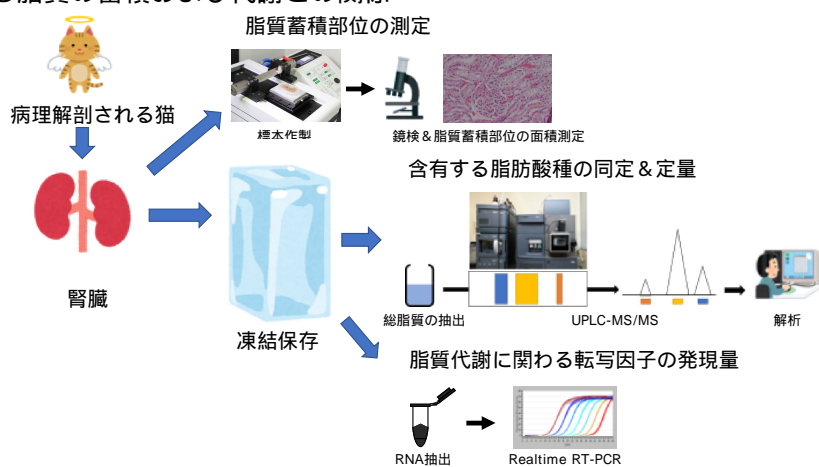 脂質蓄積部位の測定
病理解剖される猫
標本作製
鏡検&脂質蓄積部位の面積測定
含有する脂肪酸種の同定&定量
腎臓
凍結保存
総脂質の抽出
UPLC-MS/MS
解析
脂質代謝に関わる転写因子の発現量
RNA抽出
Realtime RT-PCR